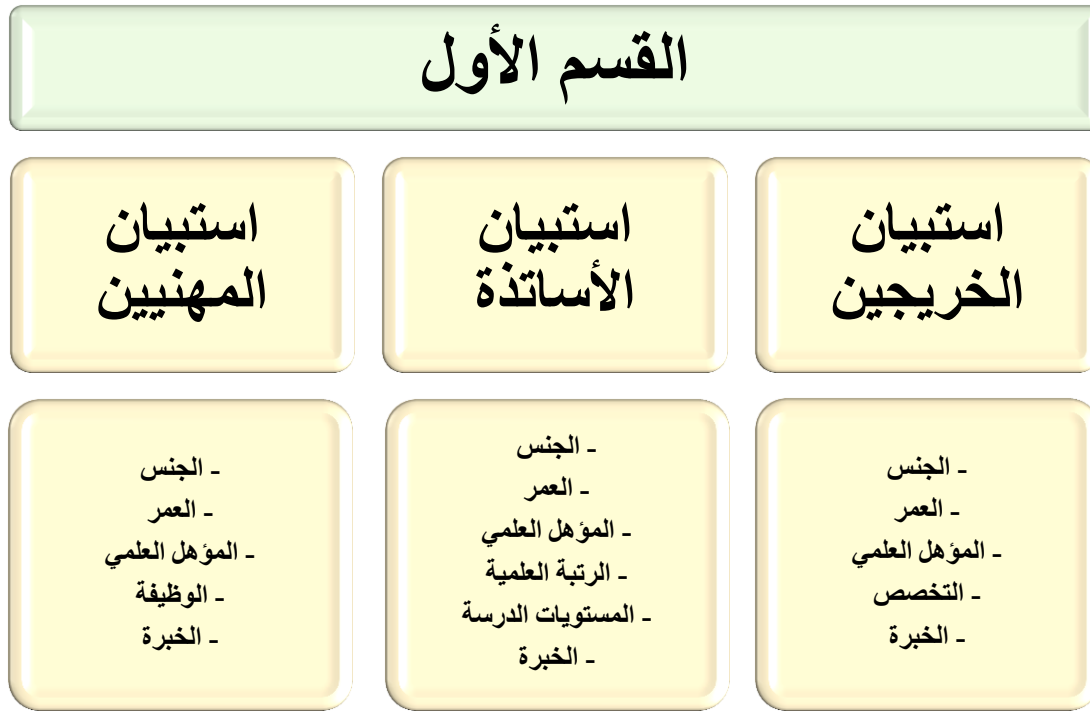 القسم الأول
استبيان
الخريجين
استبيان
الأساتذة
استبيان
المهنيين
- الجنس
- العمر
- المؤهل العلمي
- التخصص
- الخبرة
- الجنس
- العمر
- المؤهل العلمي
- الرتبة العلمية
- المستويات الدرسة
- الخبرة
- الجنس
- العمر
- المؤهل العلمي
- الوظيفة
- الخبرة